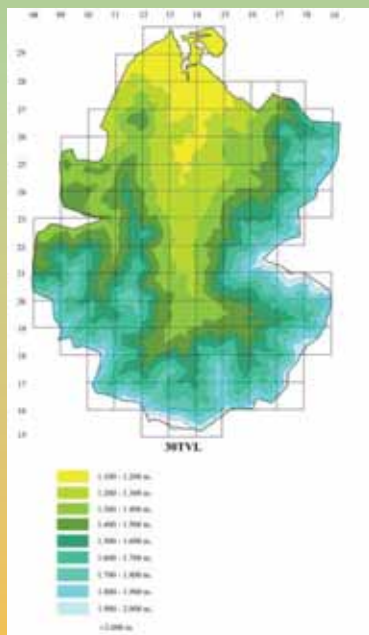 08 09 10 11 12 13 14 15 16 17 18 19
29
28
27
26
25
24
23
22
21
20
19
18
17
16
15
30TVL
1.100 - 1.200 m.
1.200 - 1.300 m.
1.300 - 1.400 m.
1.400 - 1.500 m.
1.500 - 1.600 m.
1.600 - 1.700 m.
1.700 - 1.800 m.
1.800 - 1.900 m.
1.900 - 2.000 m.
>2.000 m.